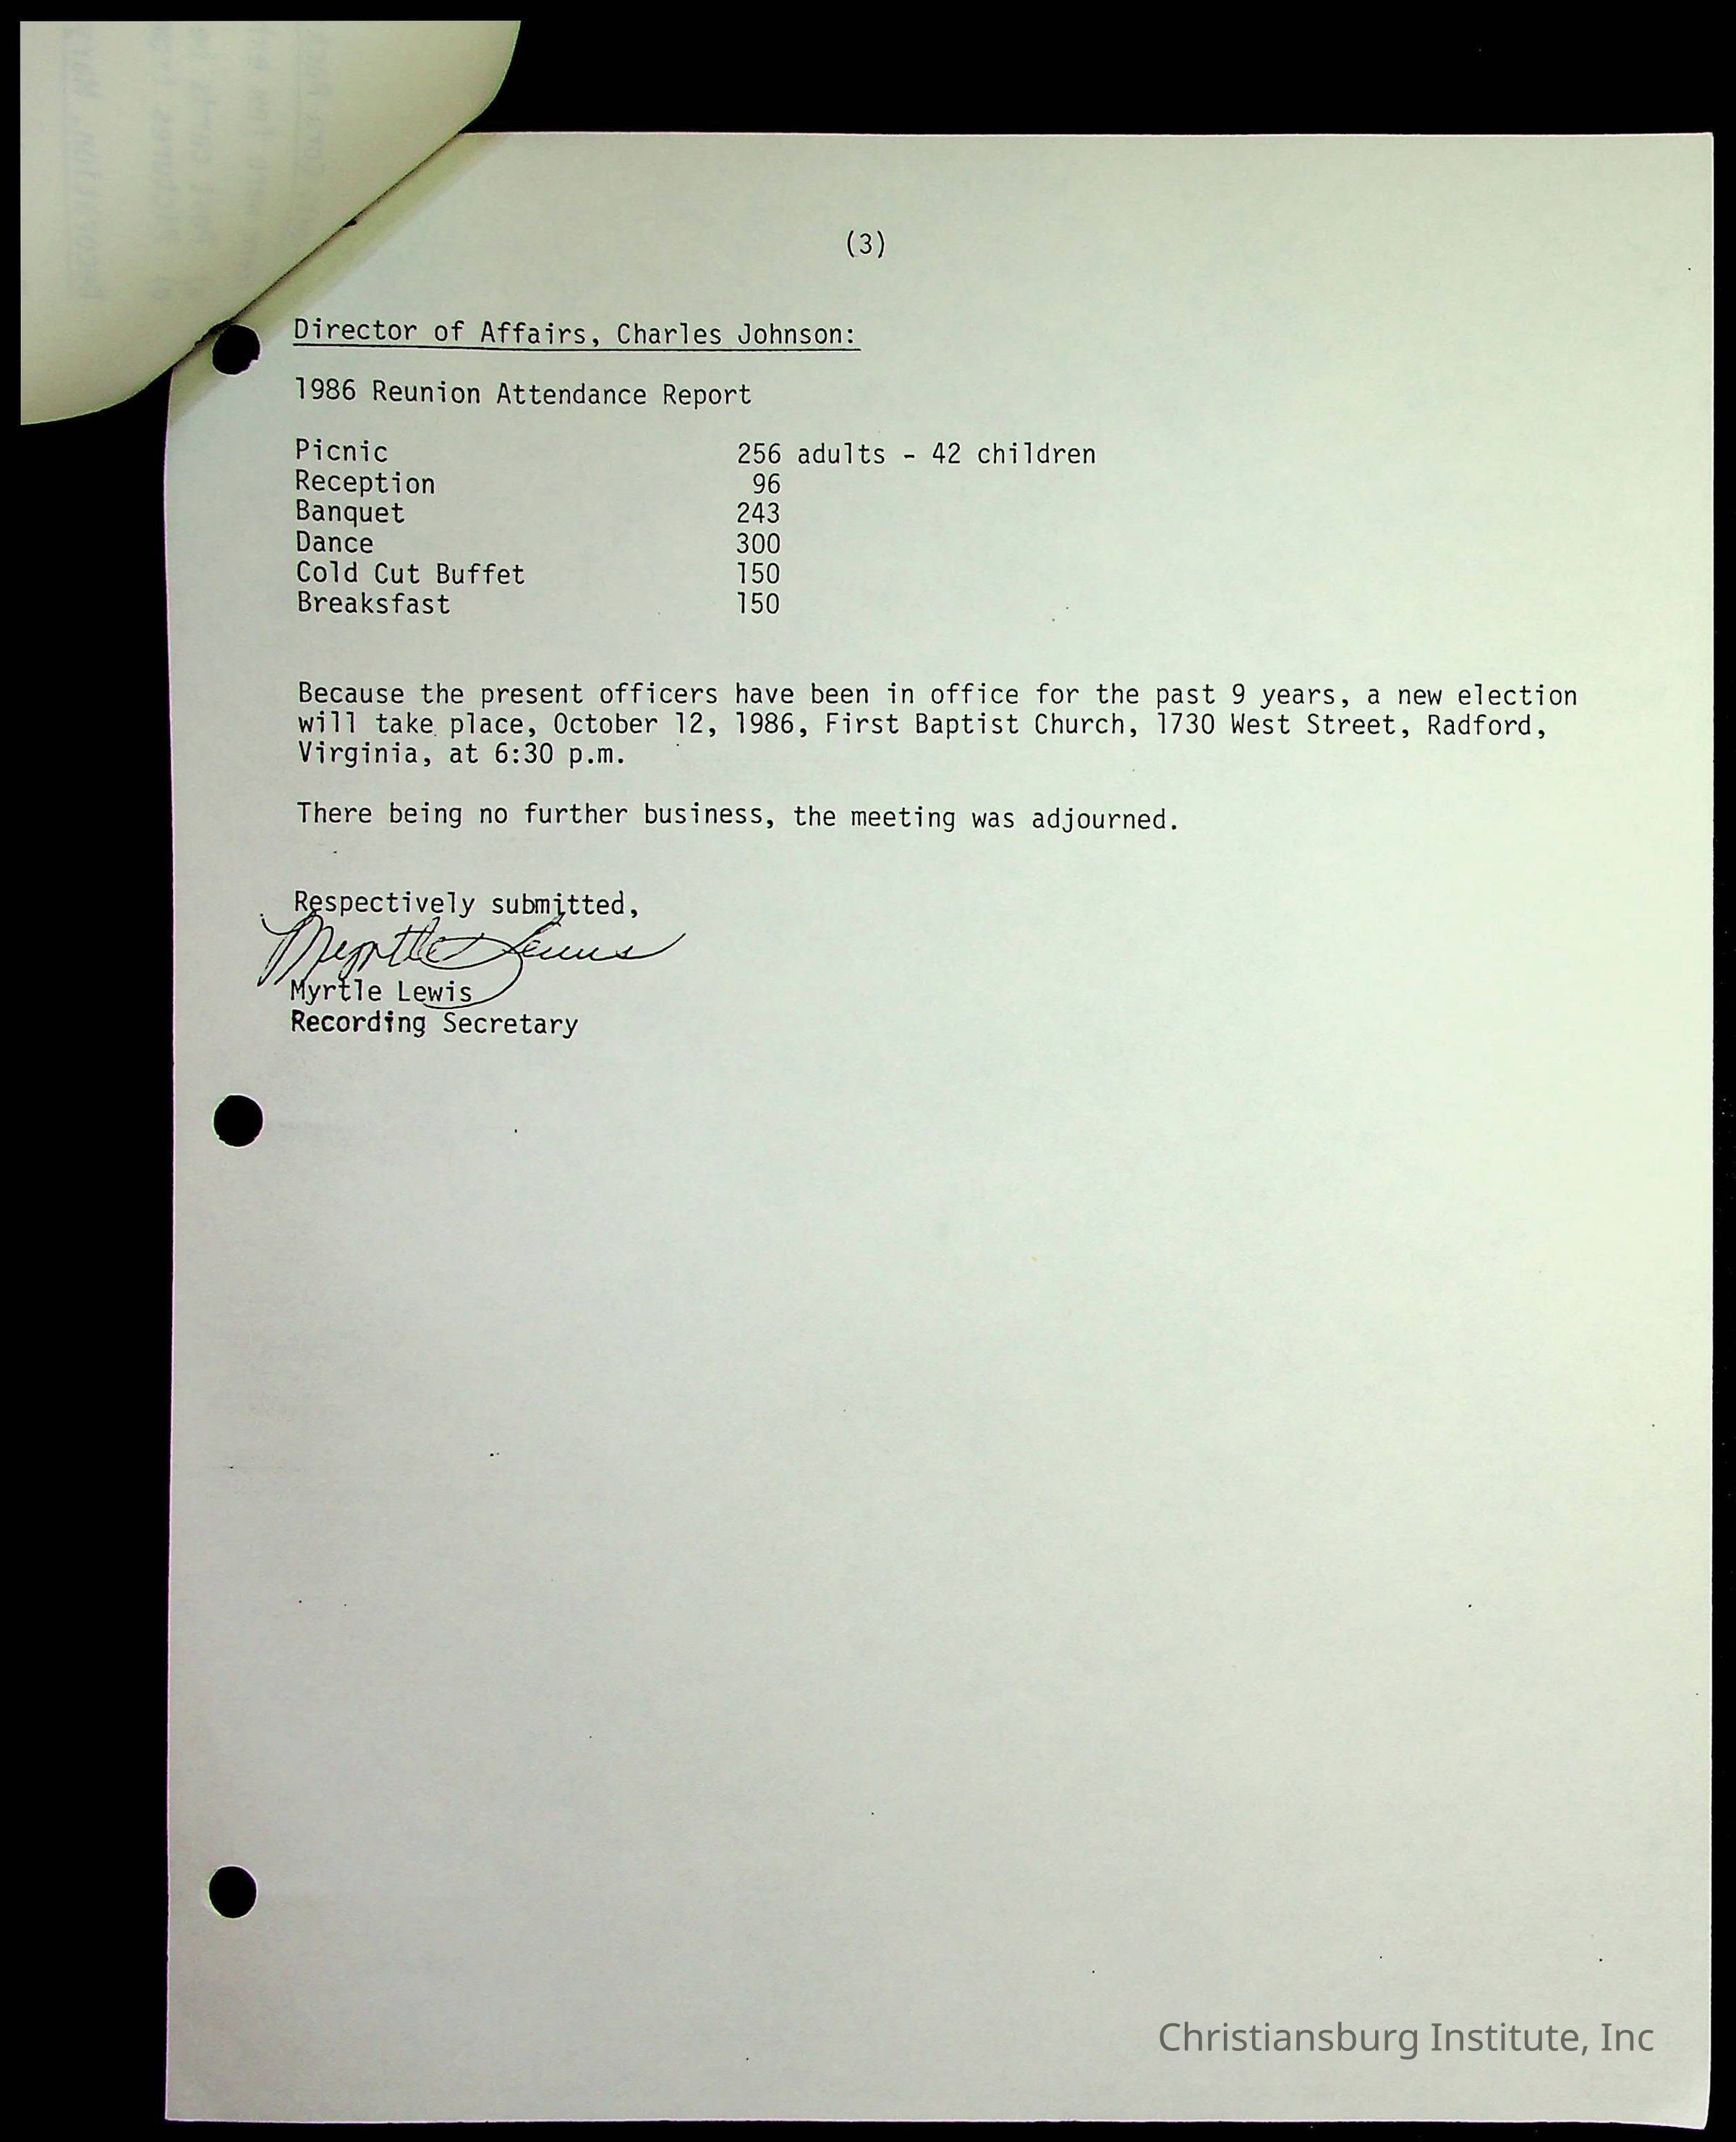 (3)
Director of Affairs, Charles Johnson:
1986 Reunion Attendance Report
Picnic 256 adults - 42 children
Reception 96
Banquet 243
Dance 300
Cold Cut Buffet 150
Breaksfast 150
Because the present officers have been in office for the past 9 years, a new election
will take place, October 12, 1986, First Baptist Church, 1730 West Street, Radford,
Virginia, at 6:30 p.m.
There being no further business, the meeting was adjourned.
Respectively submitted,
Myrtle Lewis
Myrtle Lewis
Recording Secretary
Christiansburg Institute, Inc